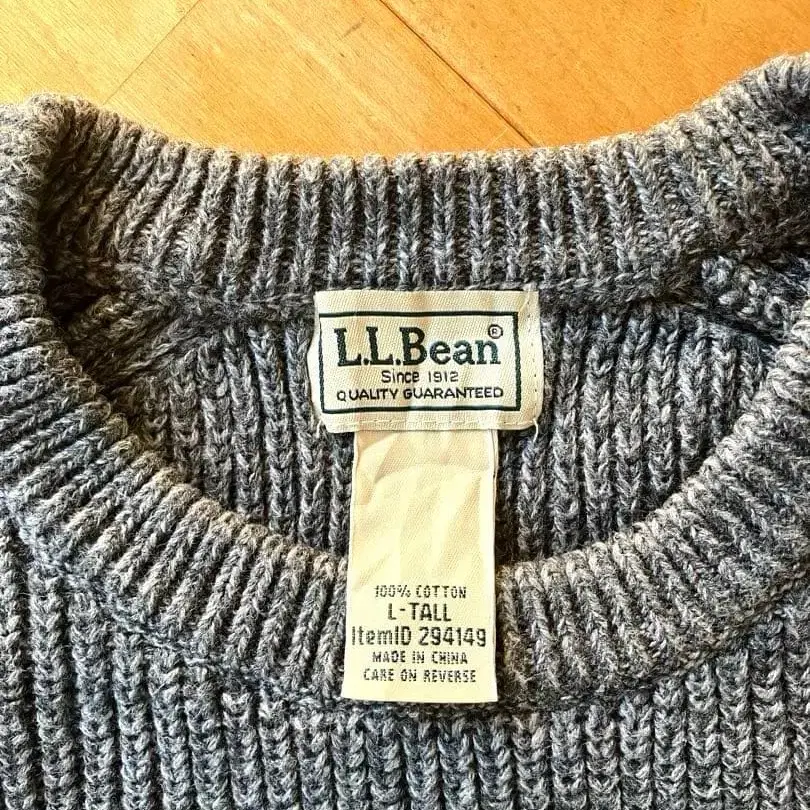 L.L.Bean®
Since 1912
QUALITY GUARANTEED
100% COTTON
L-TALL
ItemID 294149
MADE IN CHINA
CARE ON REVERSE